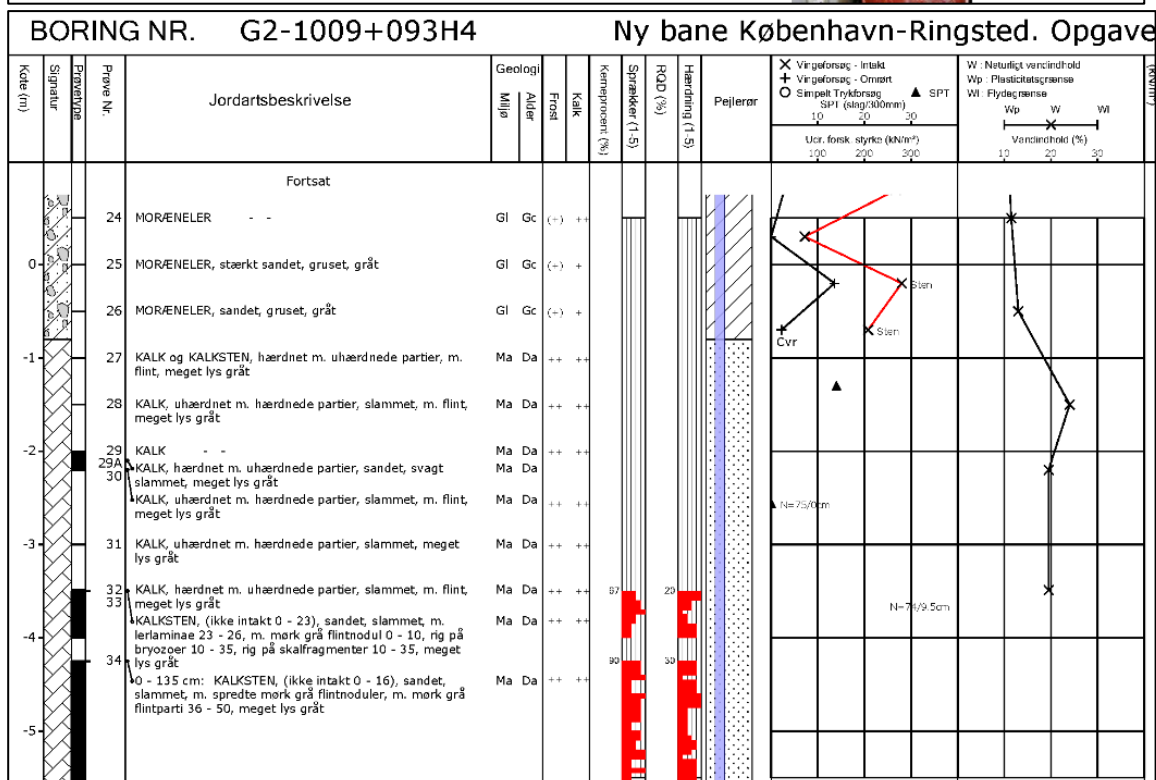 BORING NR. G2-1009+093H4 Ny bane København-Ringsted. Opgave
Kote (m)
Signatur
Prøvetype
Prøve Nr.
Jordartsbeskrivelse
Geologi
Miljø
Alder
Frost
Kalk
Kerneprocent (%)
Sprækker (1-5)
RQD (%)
Hærdning (1-5)
Pejlerør
Vingeforsøg - Intakt
Vingeforsøg - Omrørt
Simpelt Trykforsøg ▲ SPT
SPT (slag/300mm)
10 20 30
Ucr. forsk. styrke (kN/m²)
100 200 300
W : Naturligt vandindhold
Wp : Plasticitetsgrænse
Wl : Flydegrænse
Wp W Wl
Vandindhold (%)
10 20 30
(kN/m³)
Fortsat
24 MORÆNELER - - Gl Gc (+) ++
0
25 MORÆNELER, stærkt sandet, gruset, gråt Gl Gc (+) +
Sten
26 MORÆNELER, sandet, gruset, gråt Gl Gc (+) +
Sten
Cvr
-1
27 KALK og KALKSTEN, hærdnet m. uhærdnede partier, m. Ma Da ++ ++
flint, meget lys gråt
28 KALK, uhærdnet m. hærdnede partier, slammet, m. flint, Ma Da ++ ++
meget lys gråt
-2
29 KALK - - Ma Da ++ ++
29A KALK, hærdnet m. uhærdnede partier, sandet, svagt Ma Da
slammet, meget lys gråt
30 KALK, uhærdnet m. hærdnede partier, slammet, m. flint, Ma Da ++ ++
meget lys gråt
N=75/0cm
-3
31 KALK, uhærdnet m. hærdnede partier, slammet, meget Ma Da ++ ++
lys gråt
32 KALK, hærdnet m. uhærdnede partier, slammet, m. flint, Ma Da ++ ++ 97 20
meget lys gråt
N=74/9.5cm
33 KALKSTEN, (ikke intakt 0 - 23), sandet, slammet, m. Ma Da ++ ++
lerlaminae 23 - 26, m. mørk grå flintnodul 0 - 10, rig på
bryozoer 10 - 35, rig på skalfragmenter 10 - 35, meget
lys gråt
-4
90 30
34 0 - 135 cm: KALKSTEN, (ikke intakt 0 - 16), sandet, Ma Da ++ ++
slammet, m. spredte mørk grå flintnoduler, m. mørk grå
flintparti 36 - 50, meget lys gråt
-5